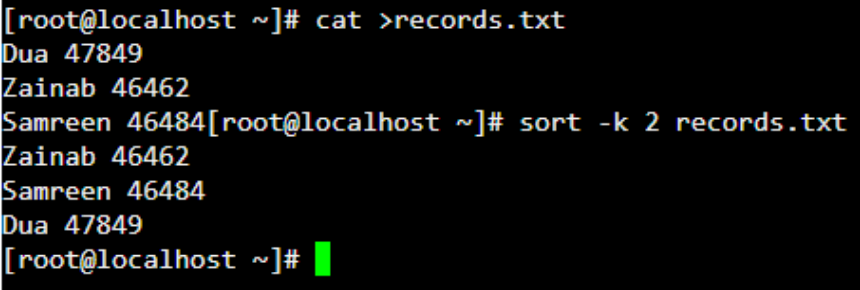 [root@localhost ~]# cat >records.txt
Dua 47849
Zainab 46462
Samreen 46484[root@localhost ~]# sort -k 2 records.txt
Zainab 46462
Samreen 46484
Dua 47849
[root@localhost ~]#